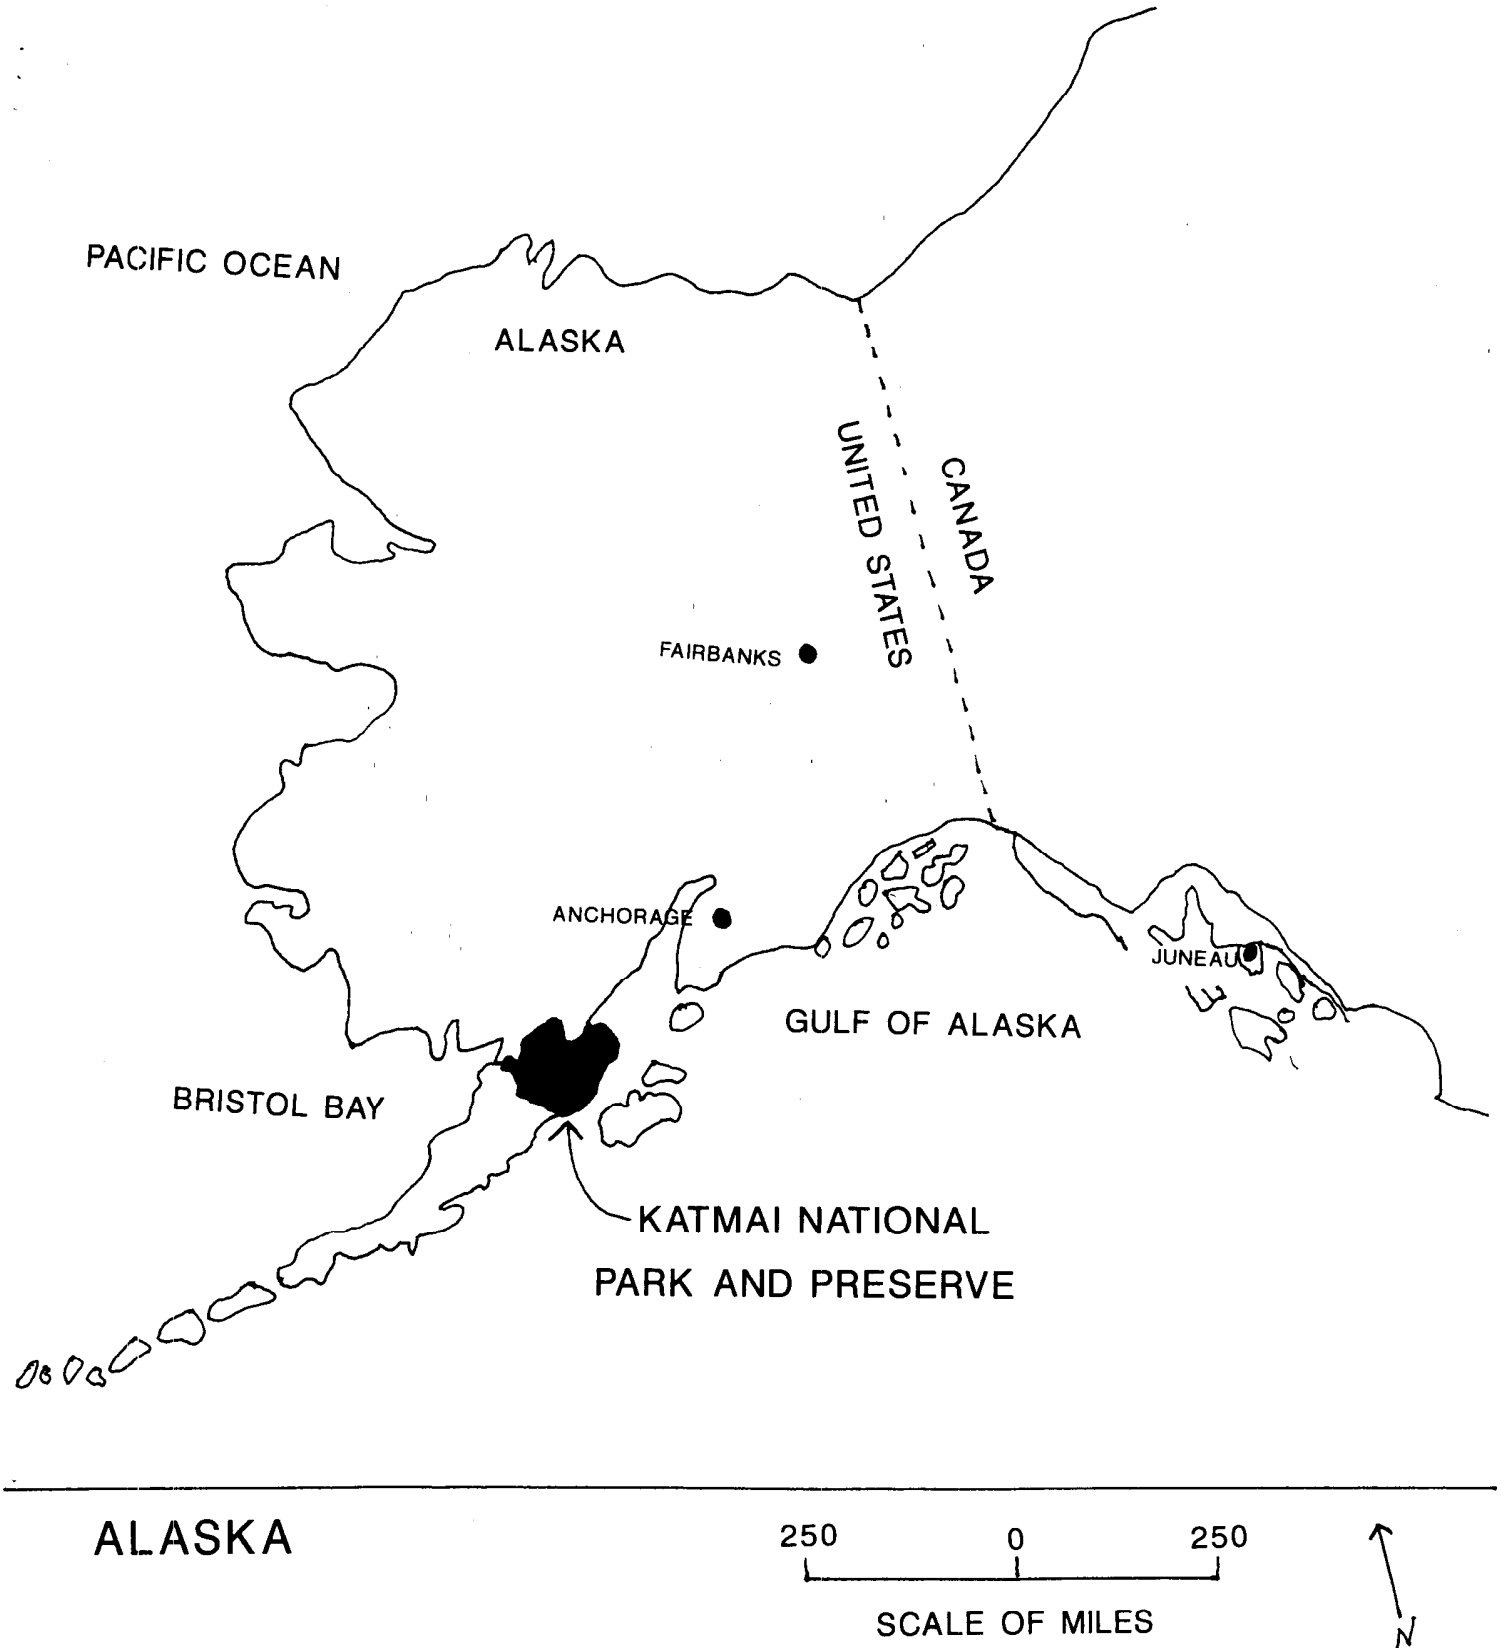 PACIFIC OCEAN
ALASKA
UNITED STATES
CANADA
FAIRBANKS
ANCHORAGE
JUNEAU
GULF OF ALASKA
BRISTOL BAY
KATMAI NATIONAL
PARK AND PRESERVE
ALASKA
250 0 250
SCALE OF MILES
N